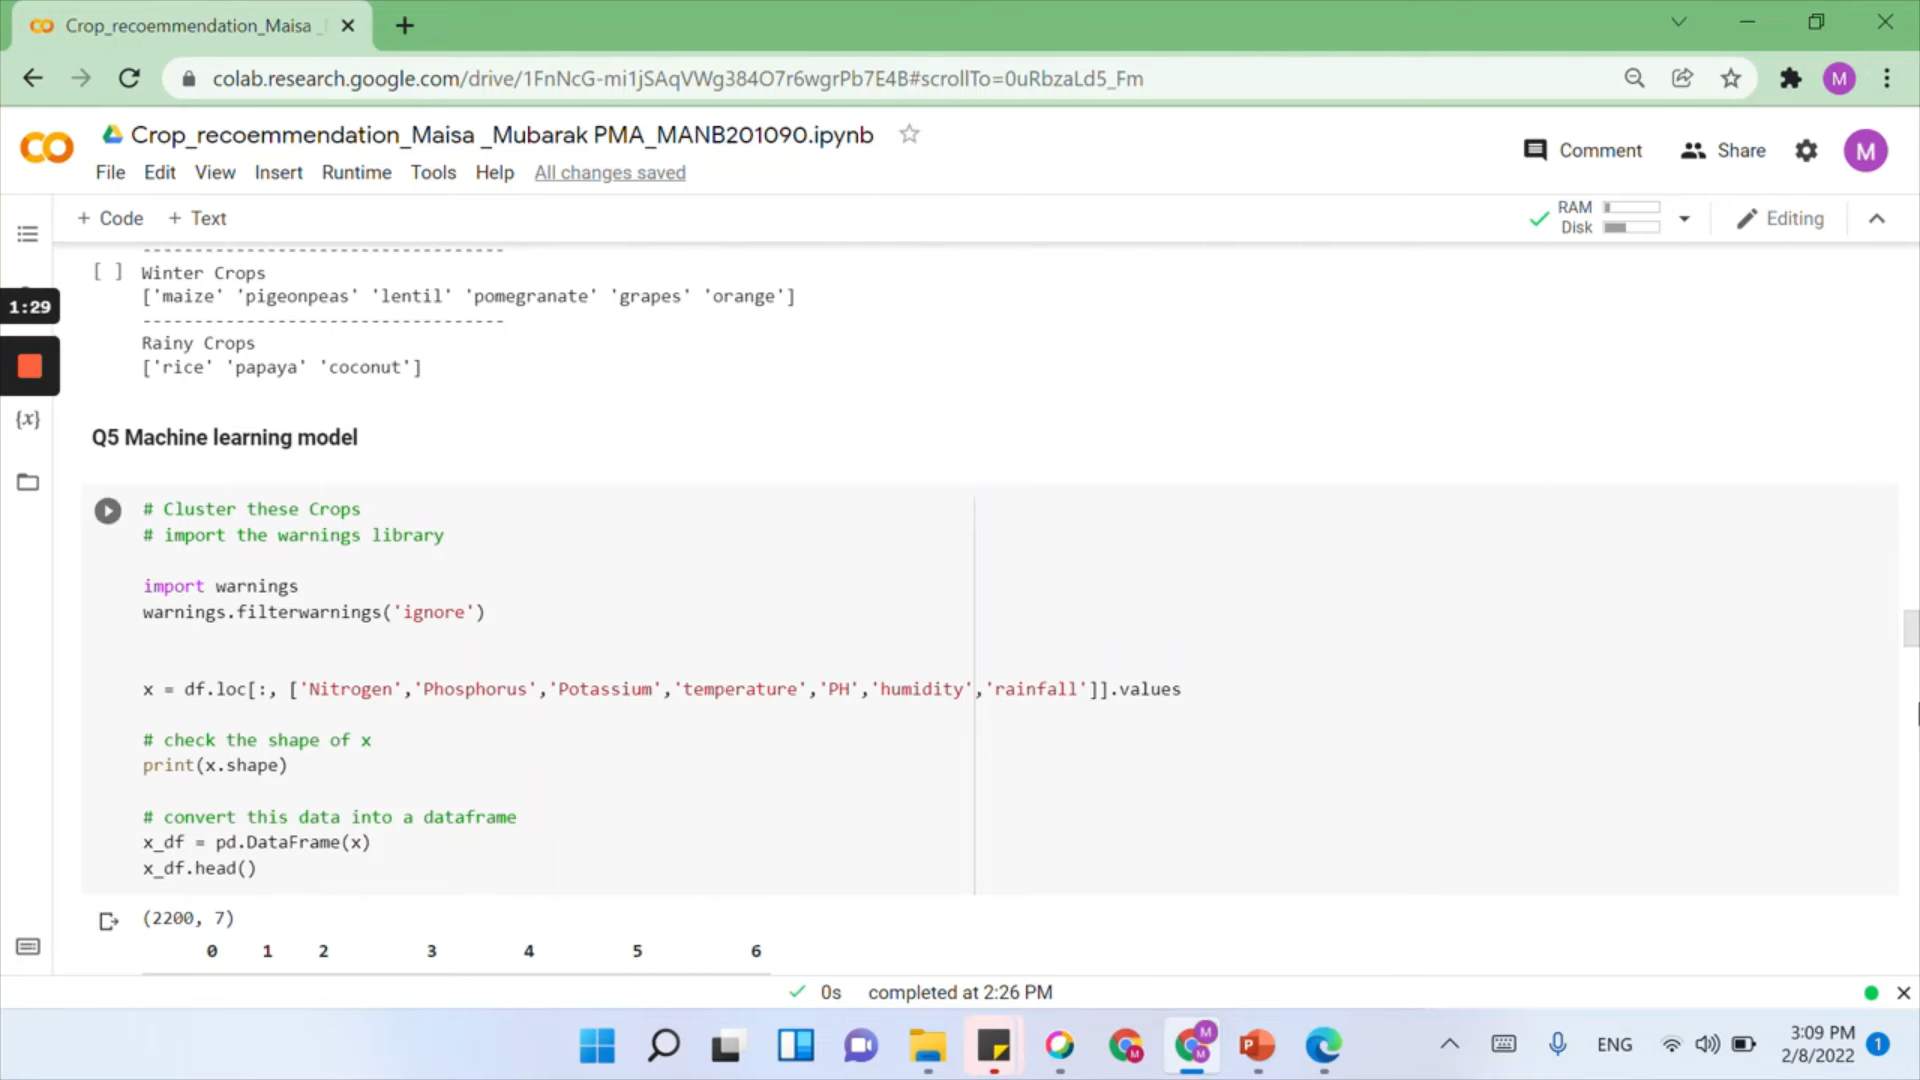 Crop_recoemmendation_Maisa _
colab.research.google.com/drive/1FnNcG-mi1jSAqVWg384O7r6wgrPb7E4B#scrollTo=0uRbzaLd5_Fm
M
Crop_recoemmendation_Maisa _Mubarak PMA_MANB201090.ipynb
Comment
Share
M
File Edit View Insert Runtime Tools Help All changes saved
+ Code + Text
RAM
Disk
Editing
-----------------------------------
[ ] Winter Crops
['maize' 'pigeonpeas' 'lentil' 'pomegranate' 'grapes' 'orange']
-----------------------------------
1:29
Rainy Crops
['rice' 'papaya' 'coconut']
{x}
Q5 Machine learning model
# Cluster these Crops
# import the warnings library
import warnings
warnings.filterwarnings('ignore')
x = df.loc[:, ['Nitrogen','Phosphorus','Potassium','temperature','PH','humidity','rainfall']].values
# check the shape of x
print(x.shape)
# convert this data into a dataframe
x_df = pd.DataFrame(x)
x_df.head()
(2200, 7)
0 1 2 3 4 5 6
0s completed at 2:26 PM
M
M
M
P
ENG
3:09 PM
2/8/2022
1